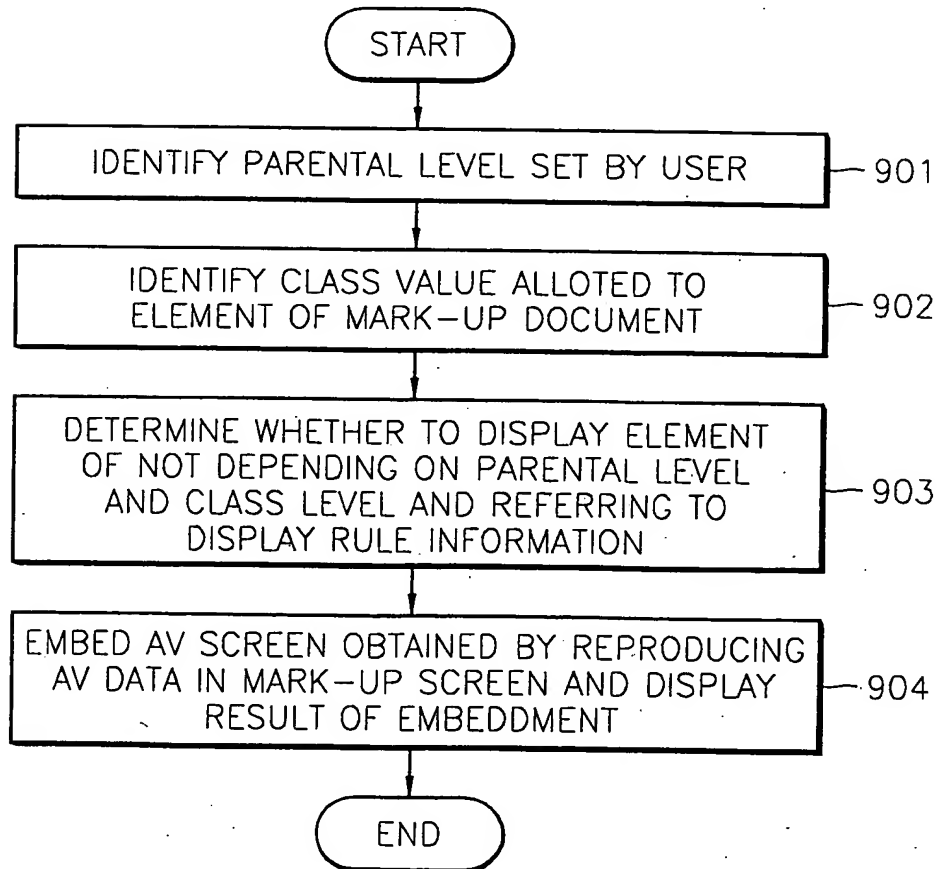 START
IDENTIFY PARENTAL LEVEL SET BY USER
901
IDENTIFY CLASS VALUE ALLOTED TO
ELEMENT OF MARK-UP DOCUMENT
902
DETERMINE WHETHER TO DISPLAY ELEMENT
OF NOT DEPENDING ON PARENTAL LEVEL
AND CLASS LEVEL AND REFERRING TO
DISPLAY RULE INFORMATION
903
EMBED AV SCREEN OBTAINED BY REPRODUCING
AV DATA IN MARK-UP SCREEN AND DISPLAY
RESULT OF EMBEDDMENT
904
END